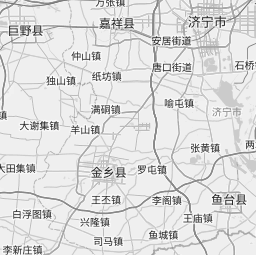 万张镇
嘉祥县
济宁市
巨野县
安居街道
仲山镇
唐口街道
石桥
独山镇
纸坊镇
喻屯镇
满硐镇
济宁市
镇
大谢集镇
羊山镇
张黄镇
两
大田集镇
金乡县
罗屯镇
王丕镇
李阁镇
鱼台县
白浮图镇
兴隆镇
王庙镇
司马镇
鱼城镇
李新庄镇